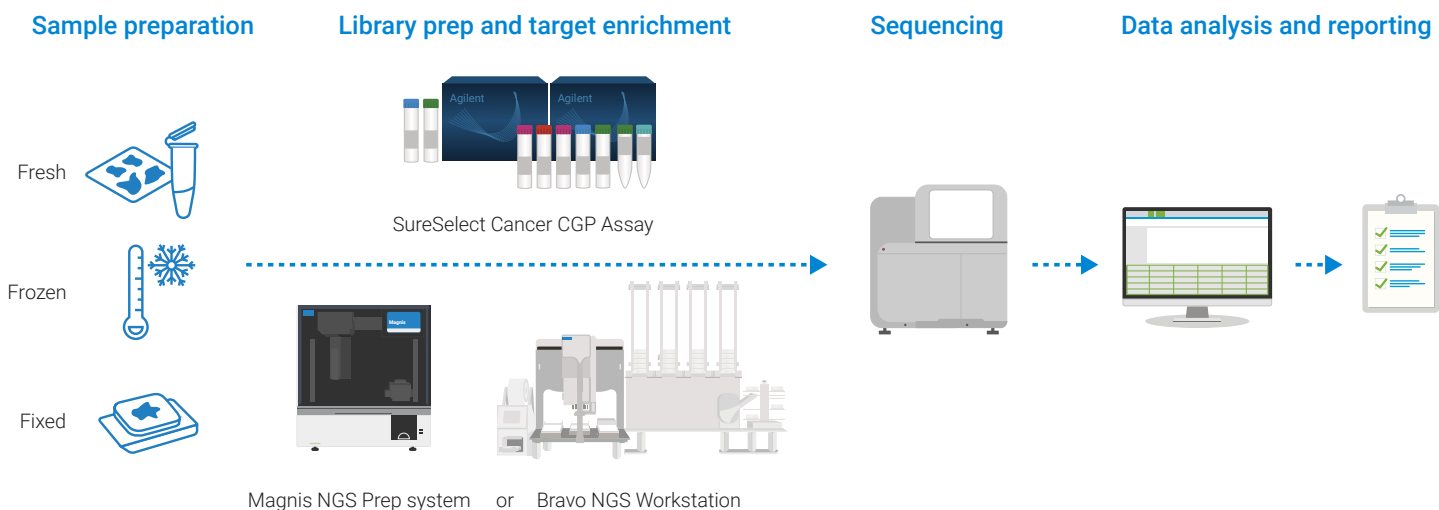 Sample preparation
Library prep and target enrichment
Sequencing
Data analysis and reporting
Agilent
Agilent
Fresh
SureSelect Cancer CGP Assay
Frozen
Magnis
Fixed
Magnis NGS Prep system or Bravo NGS Workstation